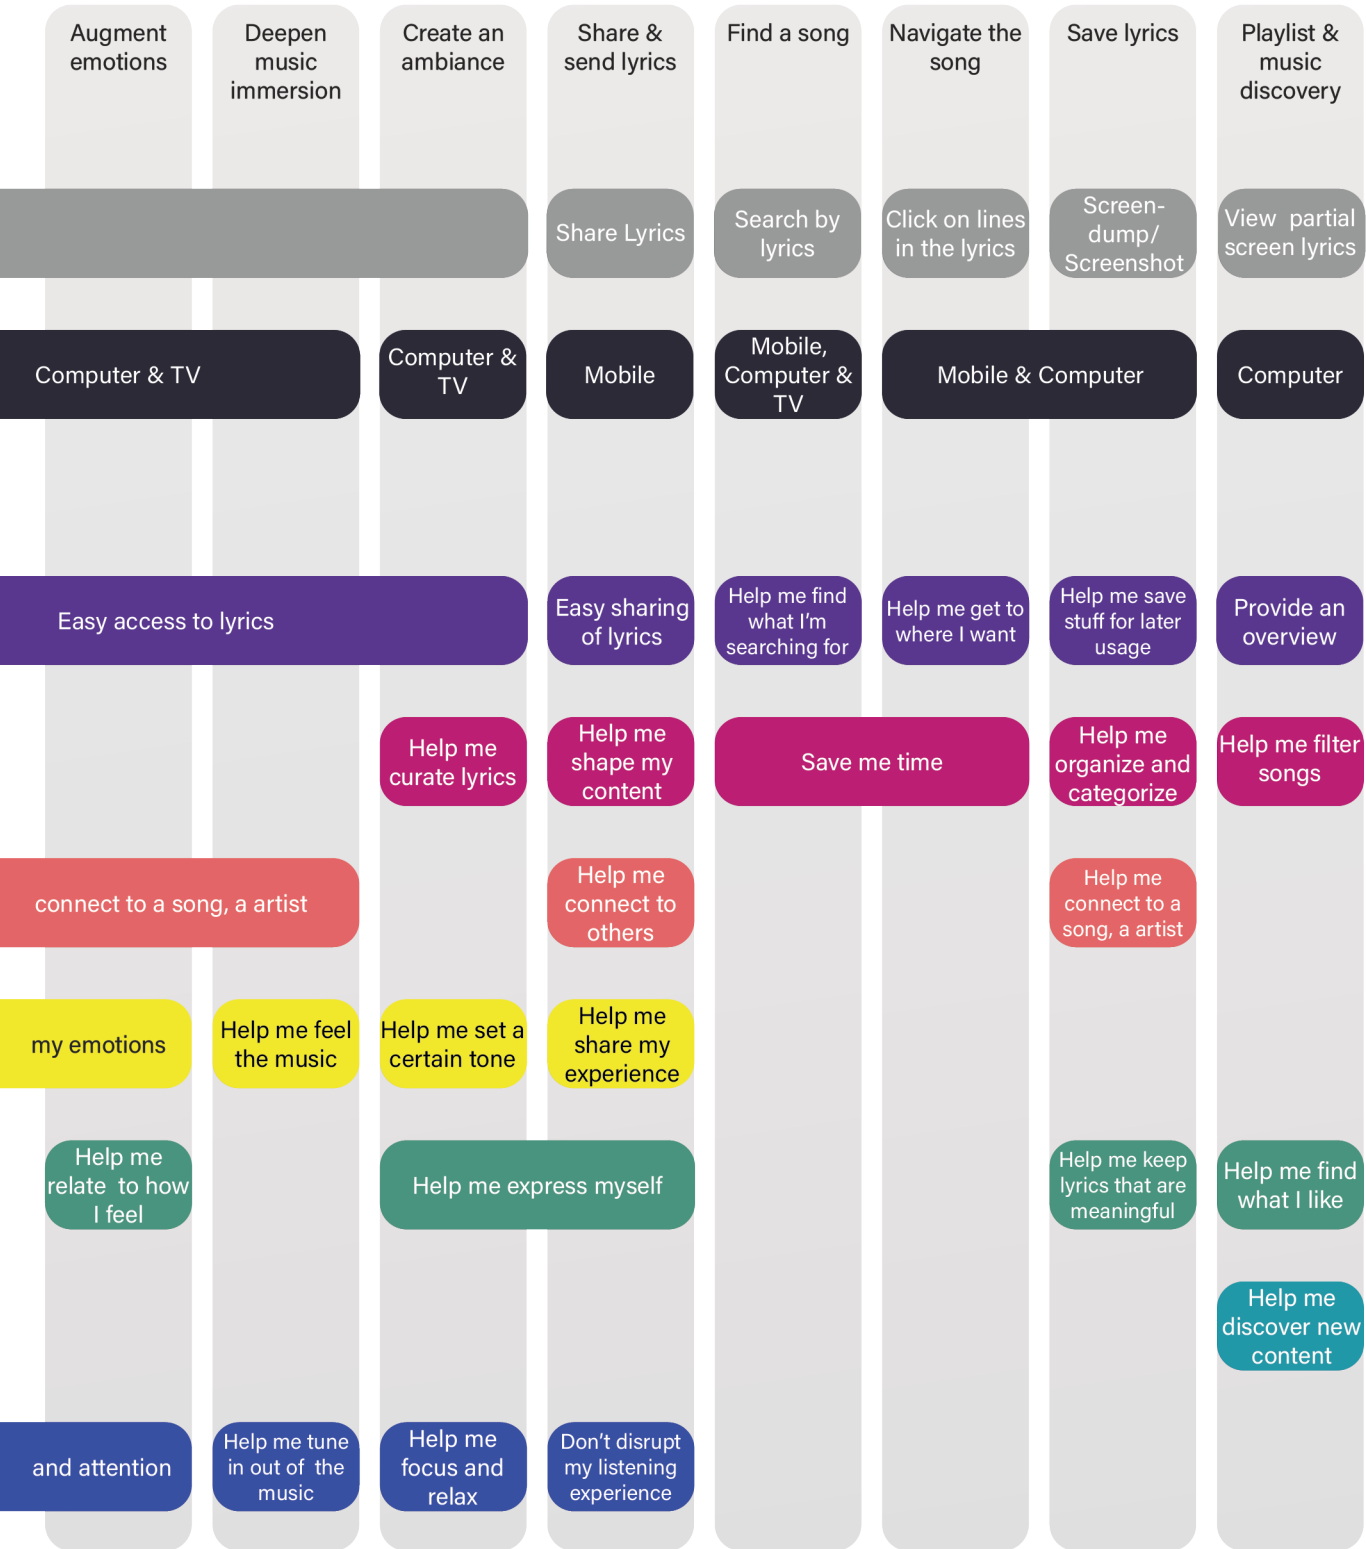 Augment
emotions
Deepen
music
immersion
Create an
ambiance
Share &
send lyrics
Find a song
Navigate the
song
Save lyrics
Playlist &
music
discovery
Share Lyrics
Search by
lyrics
Click on lines
in the lyrics
Screen-
dump/
Screenshot
View partial
screen lyrics
Computer & TV
Computer &
TV
Mobile
Mobile,
Computer &
TV
Mobile & Computer
Computer
Easy access to lyrics
Easy sharing
of lyrics
Help me find
what I'm
searching for
Help me get to
where I want
Help me save
stuff for later
usage
Provide an
overview
Help me
curate lyrics
Help me
shape my
content
Save me time
Help me
organize and
categorize
Help me filter
songs
connect to a song, a artist
Help me
connect to
others
Help me
connect to a
song, a artist
my emotions
Help me feel
the music
Help me set a
certain tone
Help me
share my
experience
Help me
relate to how
I feel
Help me express myself
Help me keep
lyrics that are
meaningful
Help me find
what I like
Help me
discover new
content
and attention
Help me tune
in out of the
music
Help me
focus and
relax
Don't disrupt
my listening
experience